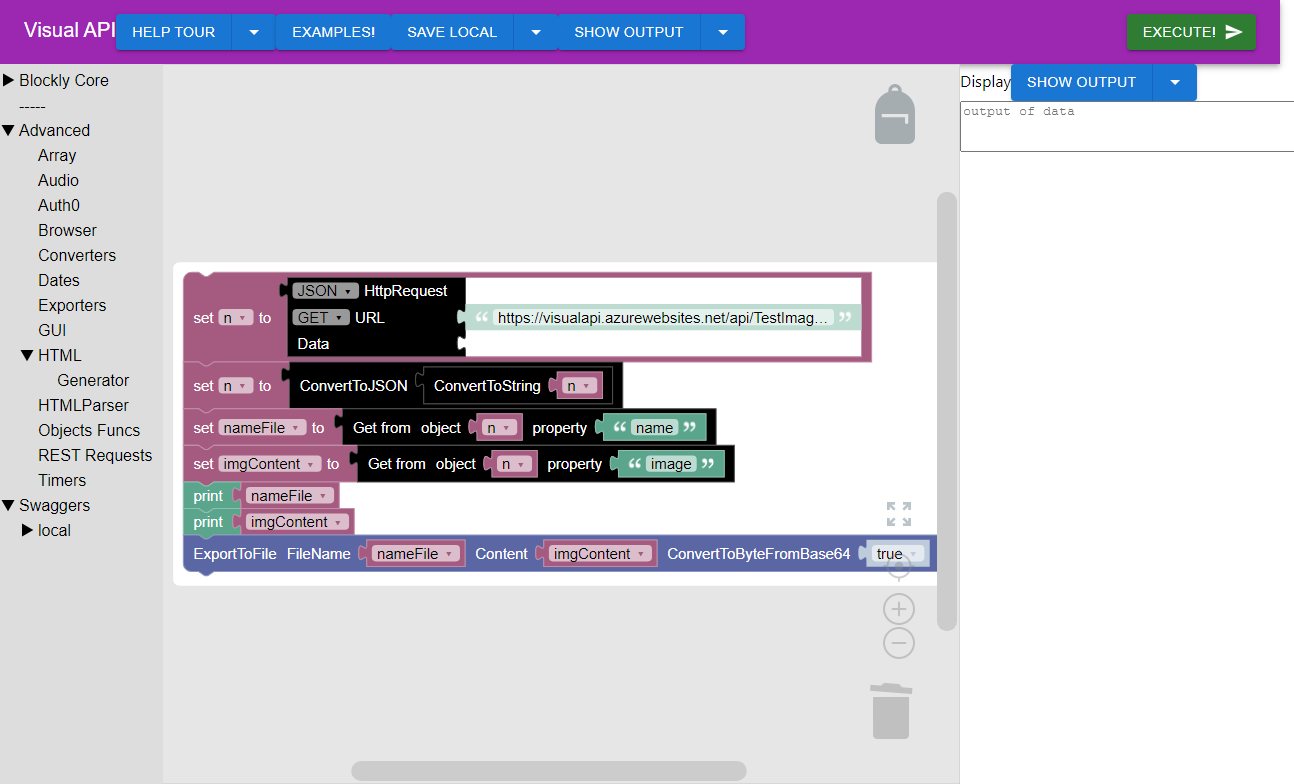 Visual API HELP TOUR EXAMPLES! SAVE LOCAL SHOW OUTPUT EXECUTE!
Blockly Core
-----
Advanced
Array
Audio
Auth0
Browser
Converters
Dates
Exporters
GUI
HTML
Generator
HTMLParser
Objects Funcs
REST Requests
Timers
Swaggers
local
JSON HttpRequest
set n to GET URL “ https://visualapi.azurewebsites.net/api/TestImag... ”
Data
set n to ConvertToJSON ConvertToString n
set nameFile to Get from object n property “ name ”
set imgContent to Get from object n property “ image ”
print nameFile
print imgContent
ExportToFile FileName nameFile Content imgContent ConvertToByteFromBase64 true
Display SHOW OUTPUT
output of data